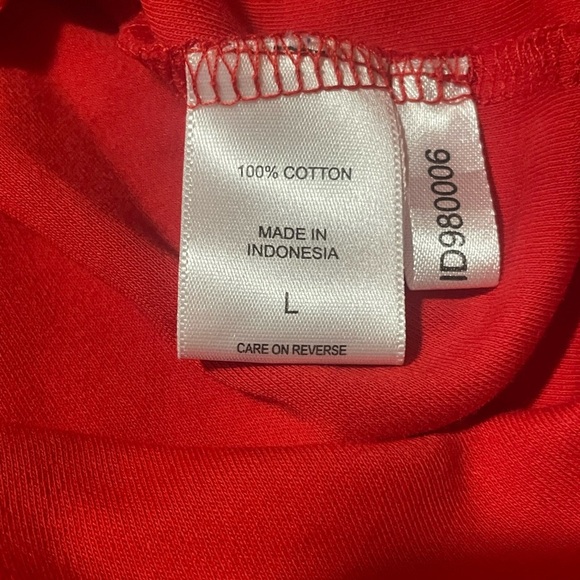 100% COTTON
MADE IN
INDONESIA
L
CARE ON REVERSE
ID980006